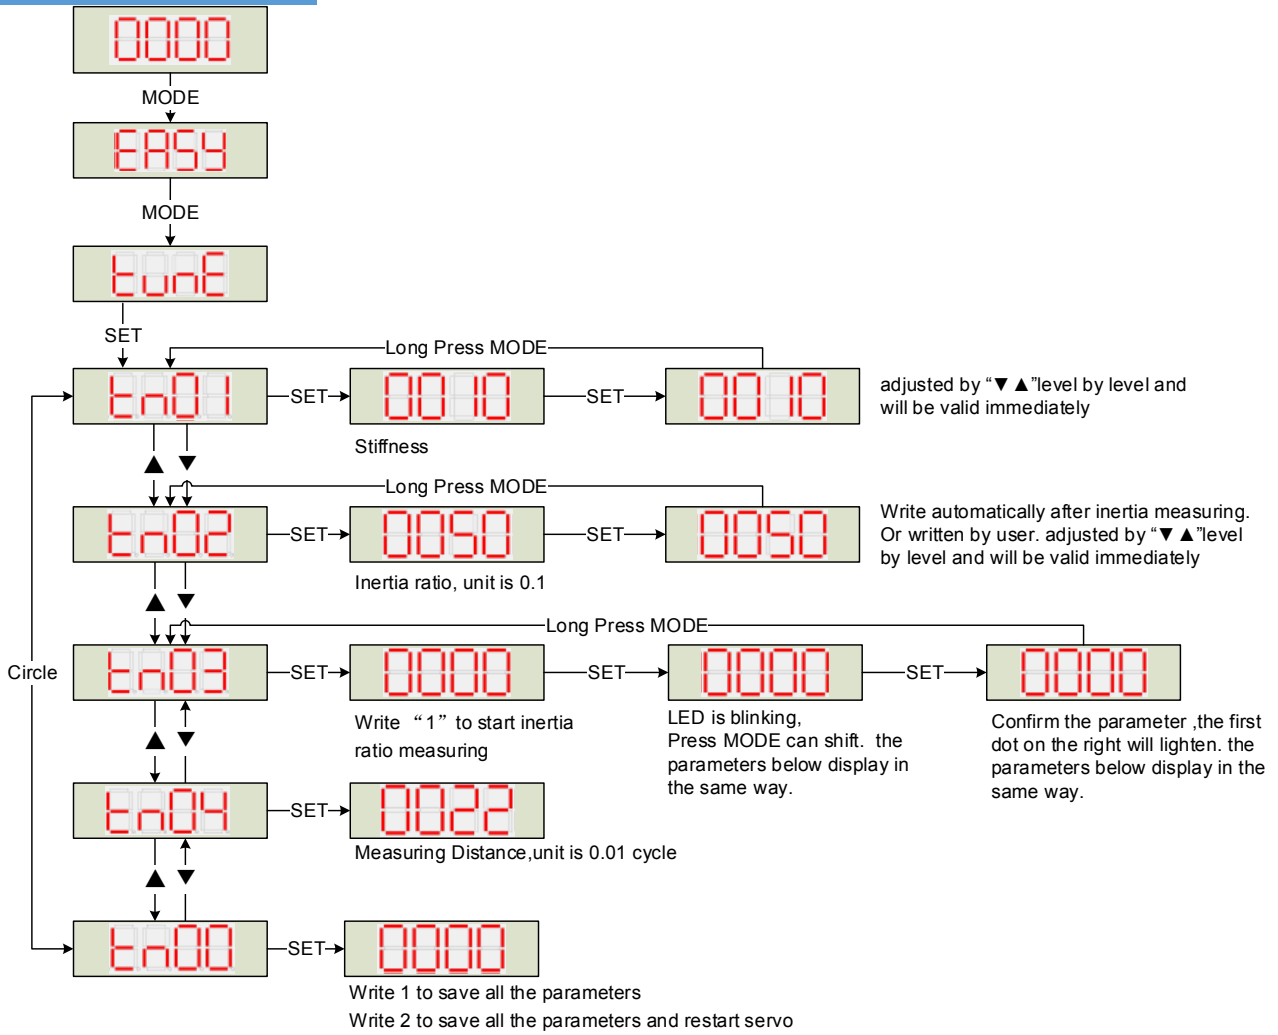 0000
MODE
EASY
MODE
tunE
SET
Long Press MODE
tn01
SET
0010
SET
0010
adjusted by “▼ ▲”level by level and
will be valid immediately
Stiffness
▲ ▼
Long Press MODE
tn02
SET
0050
SET
0050
Write automatically after inertia measuring.
Or written by user. adjusted by “▼ ▲”level
by level and will be valid immediately
Inertia ratio, unit is 0.1
▲ ▼
Long Press MODE
Circle
tn03
SET
0000
SET
0000
SET
0000
Write “1” to start inertia
ratio measuring
LED is blinking,
Press MODE can shift. the
parameters below display in
the same way.
Confirm the parameter ,the first
dot on the right will lighten. the
parameters below display in the
same way.
▲ ▼
tn04
SET
0022
Measuring Distance,unit is 0.01 cycle
▲ ▼
tn00
SET
0000
Write 1 to save all the parameters
Write 2 to save all the parameters and restart servo